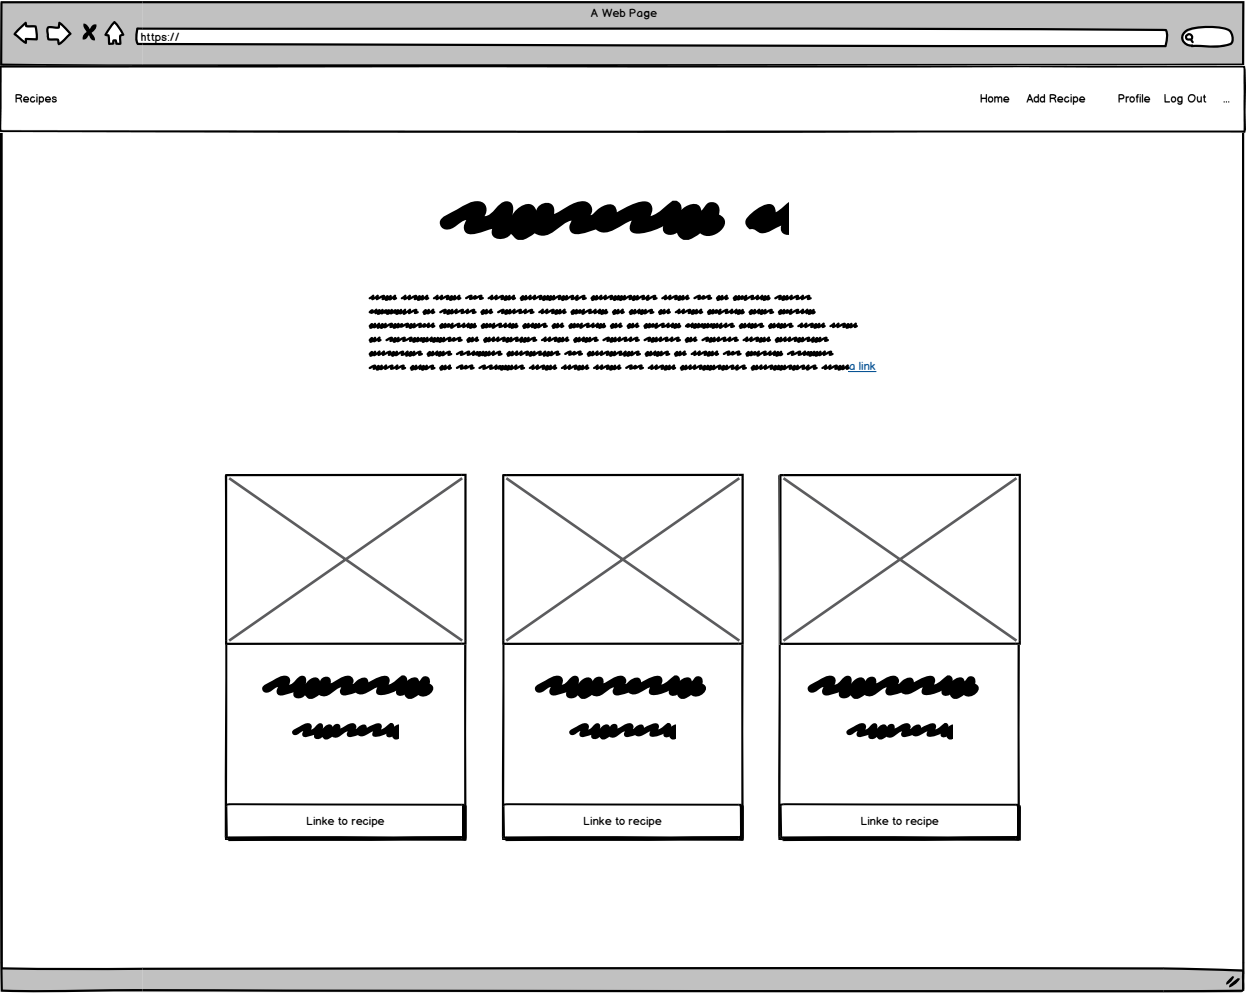 A Web Page
https://
Recipes Home Add Recipe Profile Log Out ...
a link
Linke to recipe Linke to recipe Linke to recipe